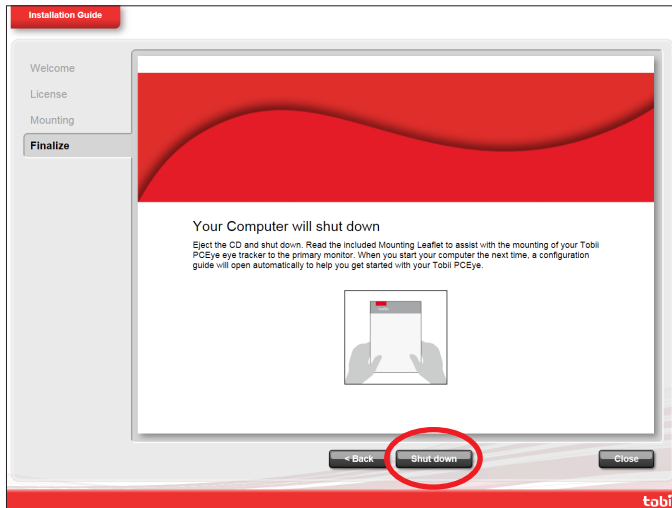 Installation Guide
Welcome
License
Mounting
Finalize
Your Computer will shut down
Eject the CD and shut down. Read the included Mounting Leaflet to assist with the mounting of your Tobii
PCEye eye tracker to the primary monitor. When you start your computer the next time, a configuration
guide will open automatically to help you get started with your Tobii PCEye.
< Back
Shut down
Close
tobi